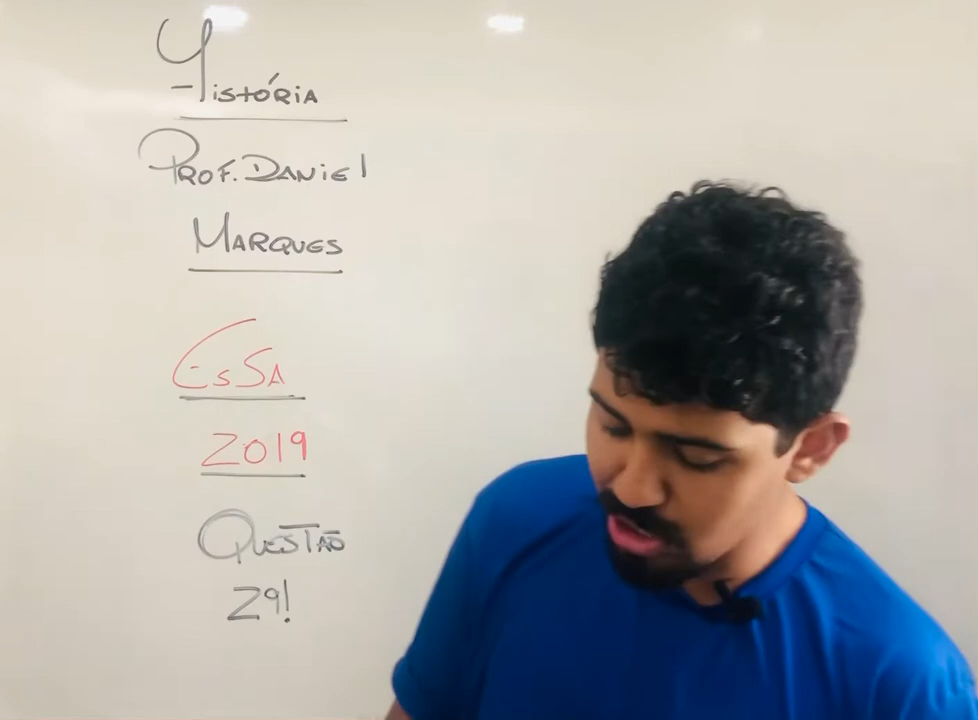 História
Prof. Daniel
Marques
EsSA
2019
Questão
29!